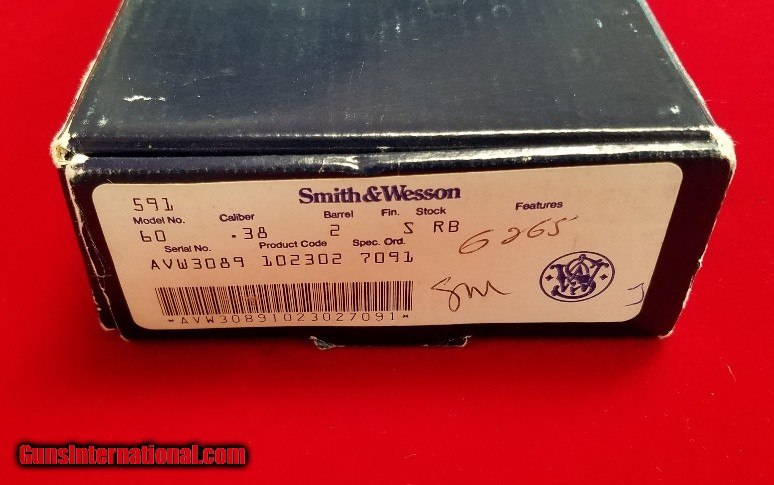 591
Smith&Wesson
Model No. Caliber Barrel Fin. Stock Features
60 .38 2 S RB 6265
Serial No. Product Code Spec. Ord.
AVW3089 102302 7091
*AVW30891023027091*
GunsInternational.com